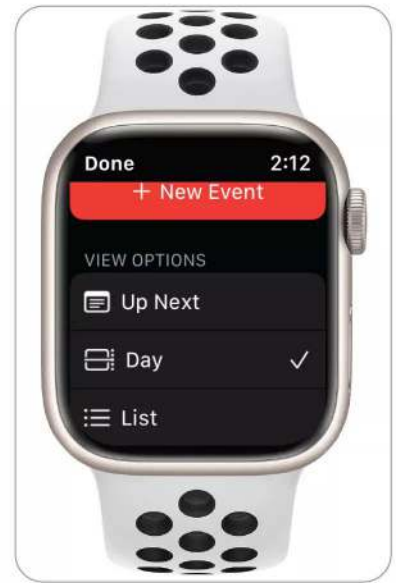 Done 2:12
+ New Event
VIEW OPTIONS
Up Next
Day
List